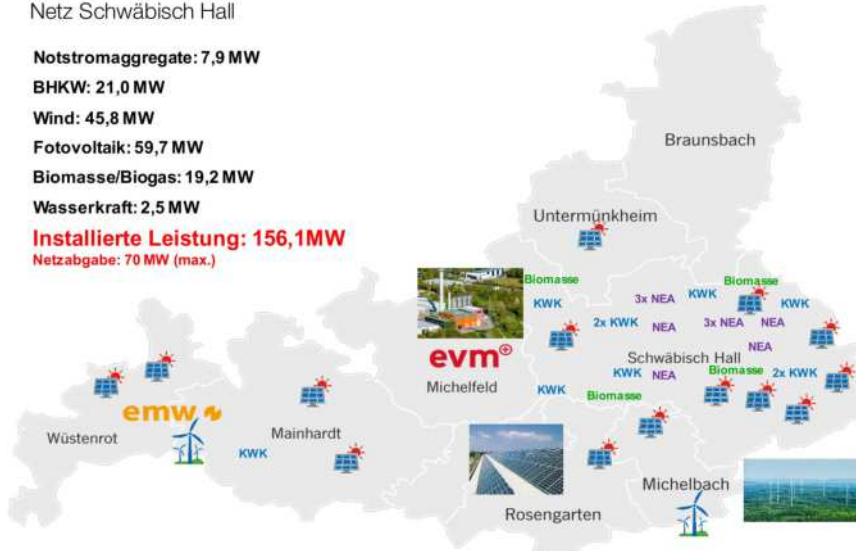 Netz Schwäbisch Hall
Notstromaggregate: 7,9 MW
BHKW: 21,0 MW
Wind: 45,8 MW
Fotovoltaik: 59,7 MW
Biomasse/Biogas: 19,2 MW
Wasserkraft: 2,5 MW
Installierte Leistung: 156,1MW
Netzabgabe: 70 MW (max.)
Braunsbach
Untermünkheim
Biomasse
Biomasse
KWK
3x NEA
KWK
KWK
2x KWK
NEA
3x NEA
NEA
evm
Schwäbisch Hall
NEA
Michelfeld
KWK
KWK
NEA
Biomasse
2x KWK
Biomasse
emw
Wüstenrot
Mainhardt
KWK
Michelbach
Rosengarten